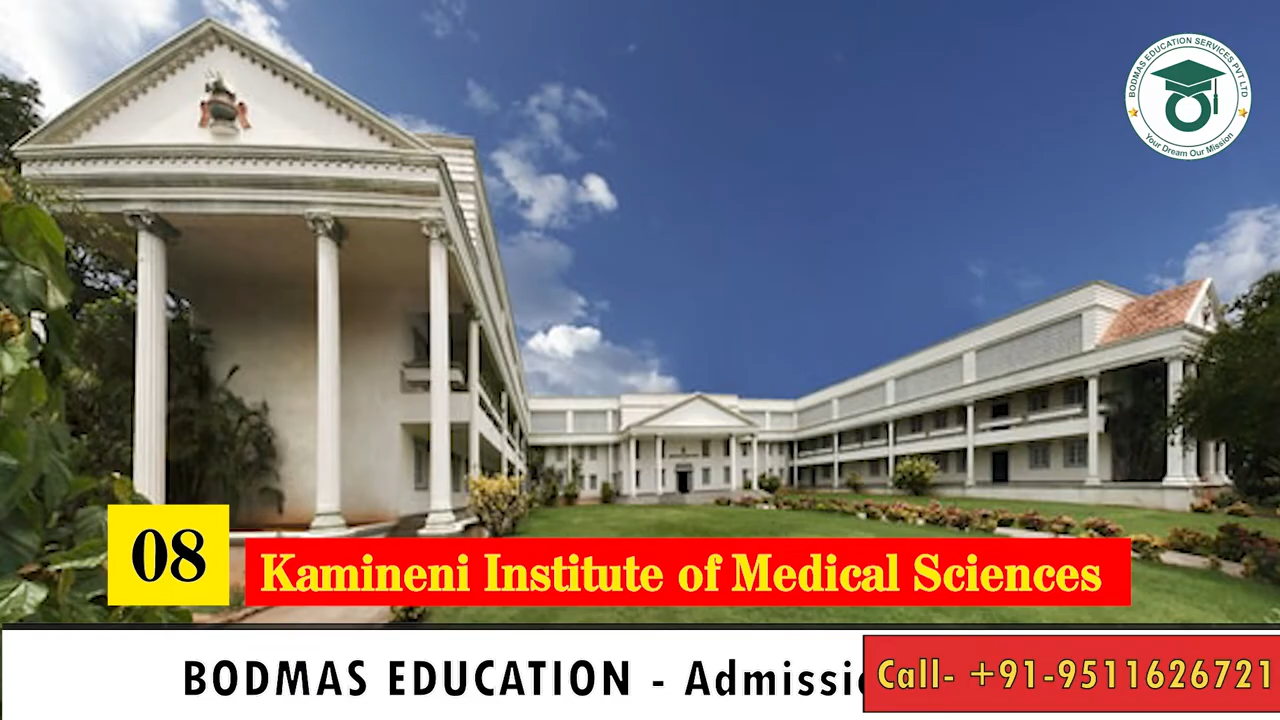 BODMAS EDUCATION SERVICES PVT LTD
Your Dream Our Mission
08
Kamineni Institute of Medical Sciences
BODMAS EDUCATION - Admissi
Call- +91-9511626721